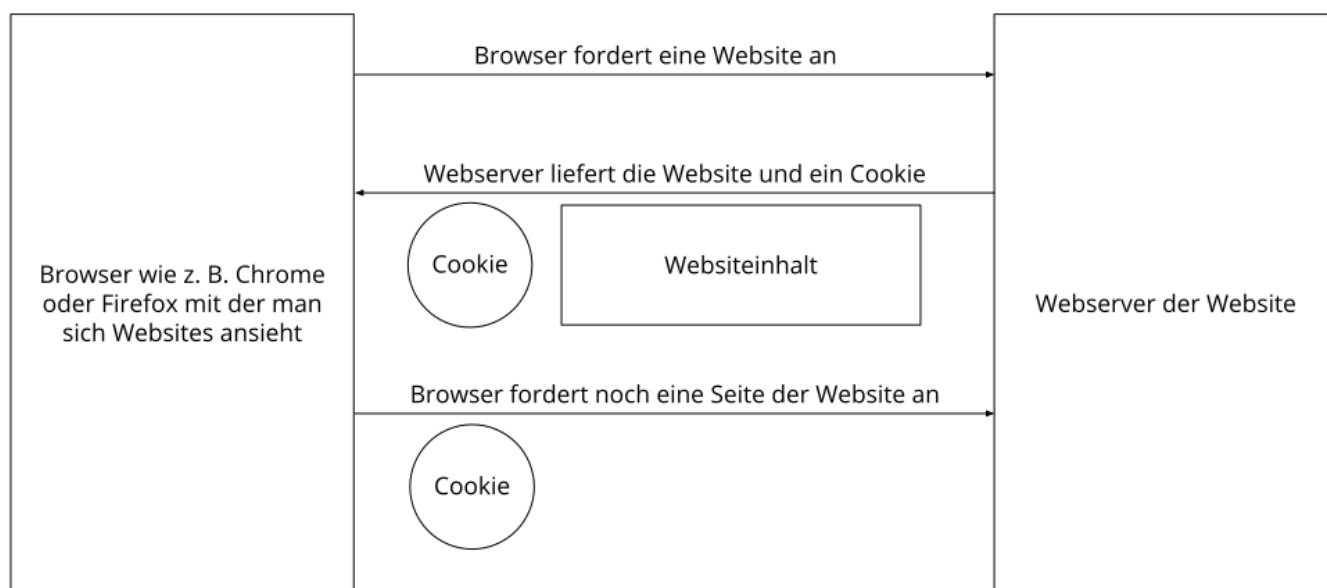 Browser fordert eine Website an
Webserver liefert die Website und ein Cookie
Cookie
Websiteinhalt
Browser wie z. B. Chrome
oder Firefox mit der man
sich Websites ansieht
Webserver der Website
Browser fordert noch eine Seite der Website an
Cookie